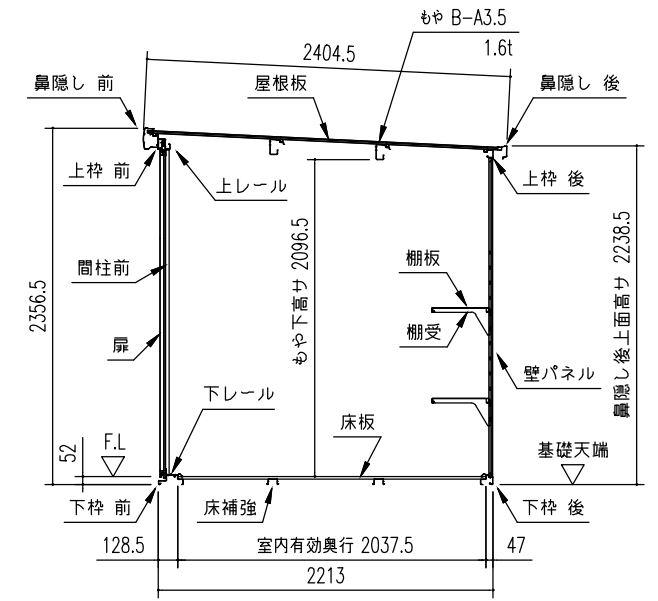 もや B-A3.5
1.6t
2404.5
鼻隠し 前
屋根板
鼻隠し 後
上枠 前
上レール
上枠 後
間柱前
もや下高サ 2096.5
棚板
棚受
鼻隠し後上面高サ 2238.5
2356.5
扉
壁パネル
下レール
床板
F.L
52
基礎天端
下枠 前
床補強
下枠 後
128.5
室内有効奥行 2037.5
47
2213